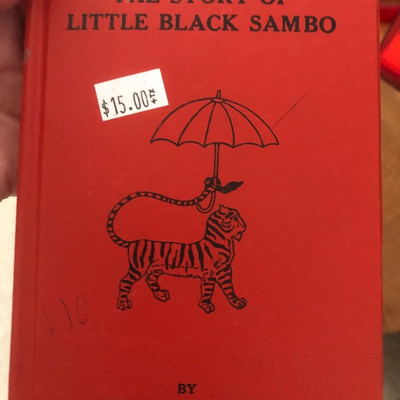 THE STORY OF
LITTLE BLACK SAMBO
$15.00
BY